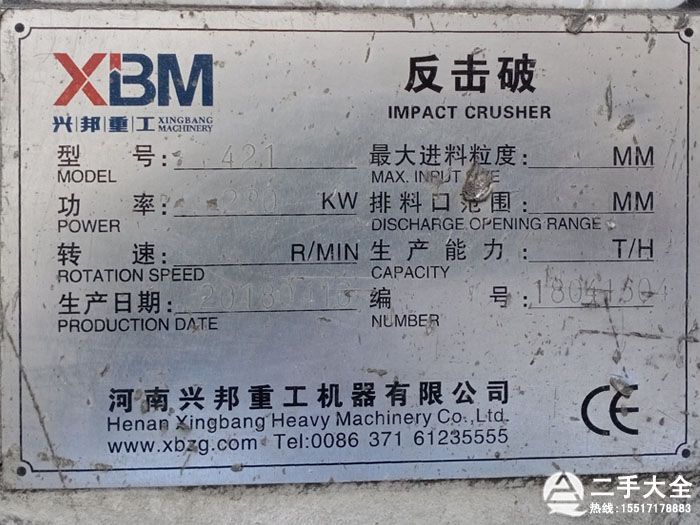 XBM
兴邦重工 XINGBANG MACHINERY
反击破
IMPACT CRUSHER
型 号: 421
MODEL
最大进料粒度: MM
MAX. INPUT
功 率: KW
POWER
排料口范围: MM
DISCHARGE OPENING RANGE
转 速: R/MIN
ROTATION SPEED
生产能力: T/H
CAPACITY
生产日期:
PRODUCTION DATE
编 号: 18041504
NUMBER
河南兴邦重工机器有限公司
Henan Xingbang Heavy Machinery Co.,Ltd.
www.xbzg.com Tel:0086 371 61235555
CE
二手大全
热线:15517178883